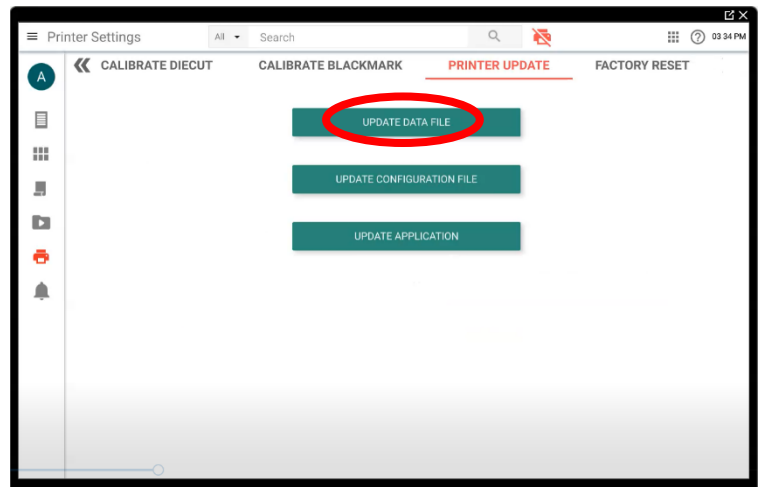 Printer Settings All Search 03 34 PM
A CALIBRATE DIECUT CALIBRATE BLACKMARK PRINTER UPDATE FACTORY RESET
UPDATE DATA FILE
UPDATE CONFIGURATION FILE
UPDATE APPLICATION